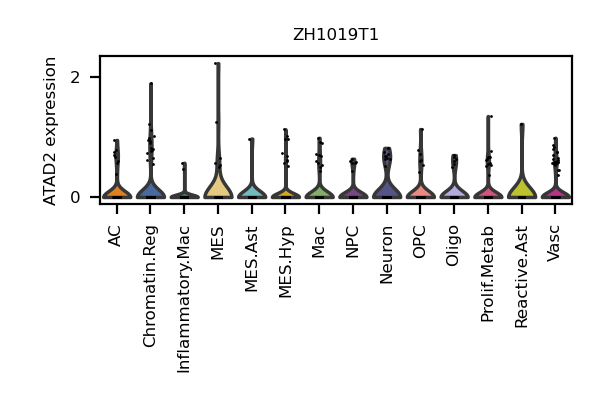 ZH1019T1
ATAD2 expression
2
0
AC
Chromatin.Reg
Inflammatory.Mac
MES
MES.Ast
MES.Hyp
Mac
NPC
Neuron
OPC
Oligo
Prolif.Metab
Reactive.Ast
Vasc